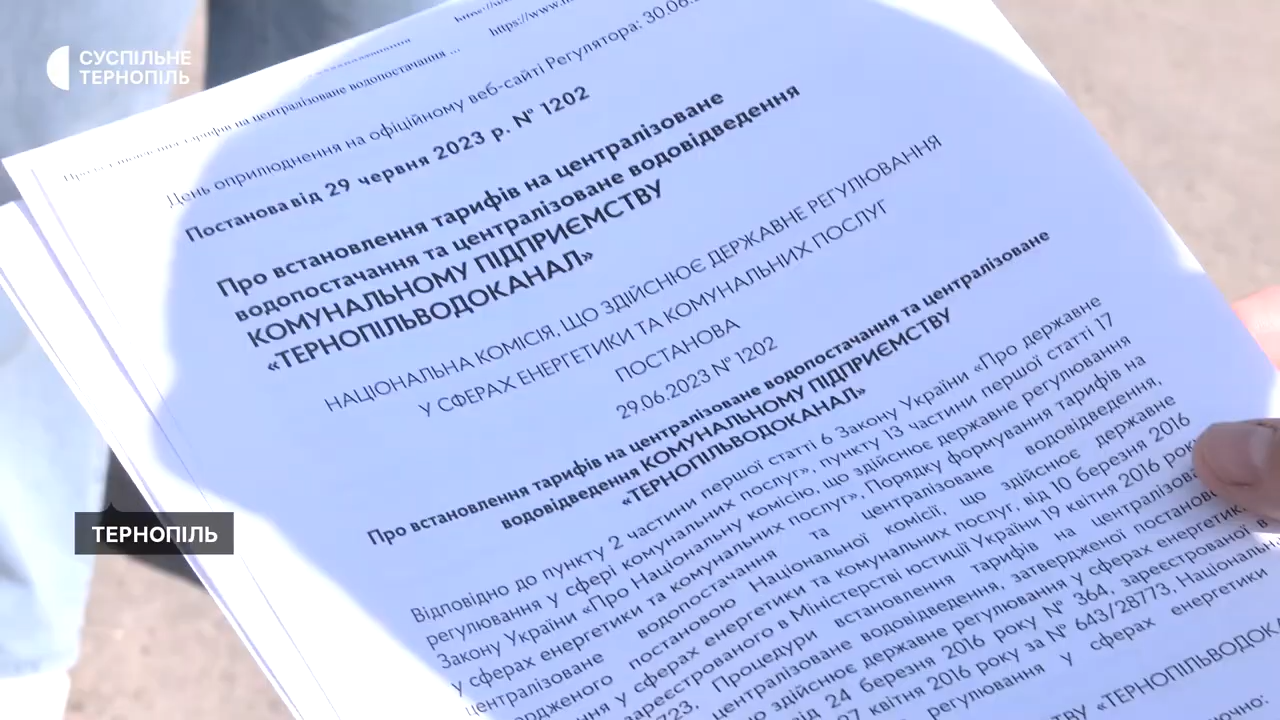 СУСПІЛЬНЕ
ТЕРНОПІЛЬ
https://www.
тарифів на централізоване водопостачання ...
День оприлюднення на офіційному веб-сайті Регулятора: 30.06.
Постанова від 29 червня 2023 р. № 1202
Про встановлення тарифів на централізоване
водопостачання та централізоване водовідведення
КОМУНАЛЬНОМУ ПІДПРИЄМСТВУ
«ТЕРНОПІЛЬВОДОКАНАЛ»
НАЦІОНАЛЬНА КОМІСІЯ, ЩО ЗДІЙСНЮЄ ДЕРЖАВНЕ РЕГУЛЮВАННЯ
У СФЕРАХ ЕНЕРГЕТИКИ ТА КОМУНАЛЬНИХ ПОСЛУГ
ПОСТАНОВА
29.06.2023 № 1202
Про встановлення тарифів на централізоване водопостачання та централізоване
водовідведення КОМУНАЛЬНОМУ ПІДПРИЄМСТВУ
«ТЕРНОПІЛЬВОДОКАНАЛ»
Відповідно до пункту 2 частини першої статті 6 Закону України «Про державне
регулювання у сфері комунальних послуг», пункту 13 частини першої статті 17
Закону України «Про Національну комісію, що здійснює державне регулювання
у сферах енергетики та комунальних послуг», Порядку формування тарифів на
централізоване водопостачання та централізоване водовідведення,
постановою Національної комісії, що здійснює державне
у сферах енергетики та комунальних послуг, від 10 березня 2016
зареєстрованого в Міністерстві юстиції України 19 квітня 2016 року
Процедури встановлення тарифів на
централізоване водовідведення, затвердженої постановою
здійснює державне регулювання у сферах енергетики
від 24 березня 2016 року № 364, зареєстрованої в
квітня 2016 року за № 643/28773, Національна
регулювання у сферах енергетики
ТЕРНОПІЛЬ